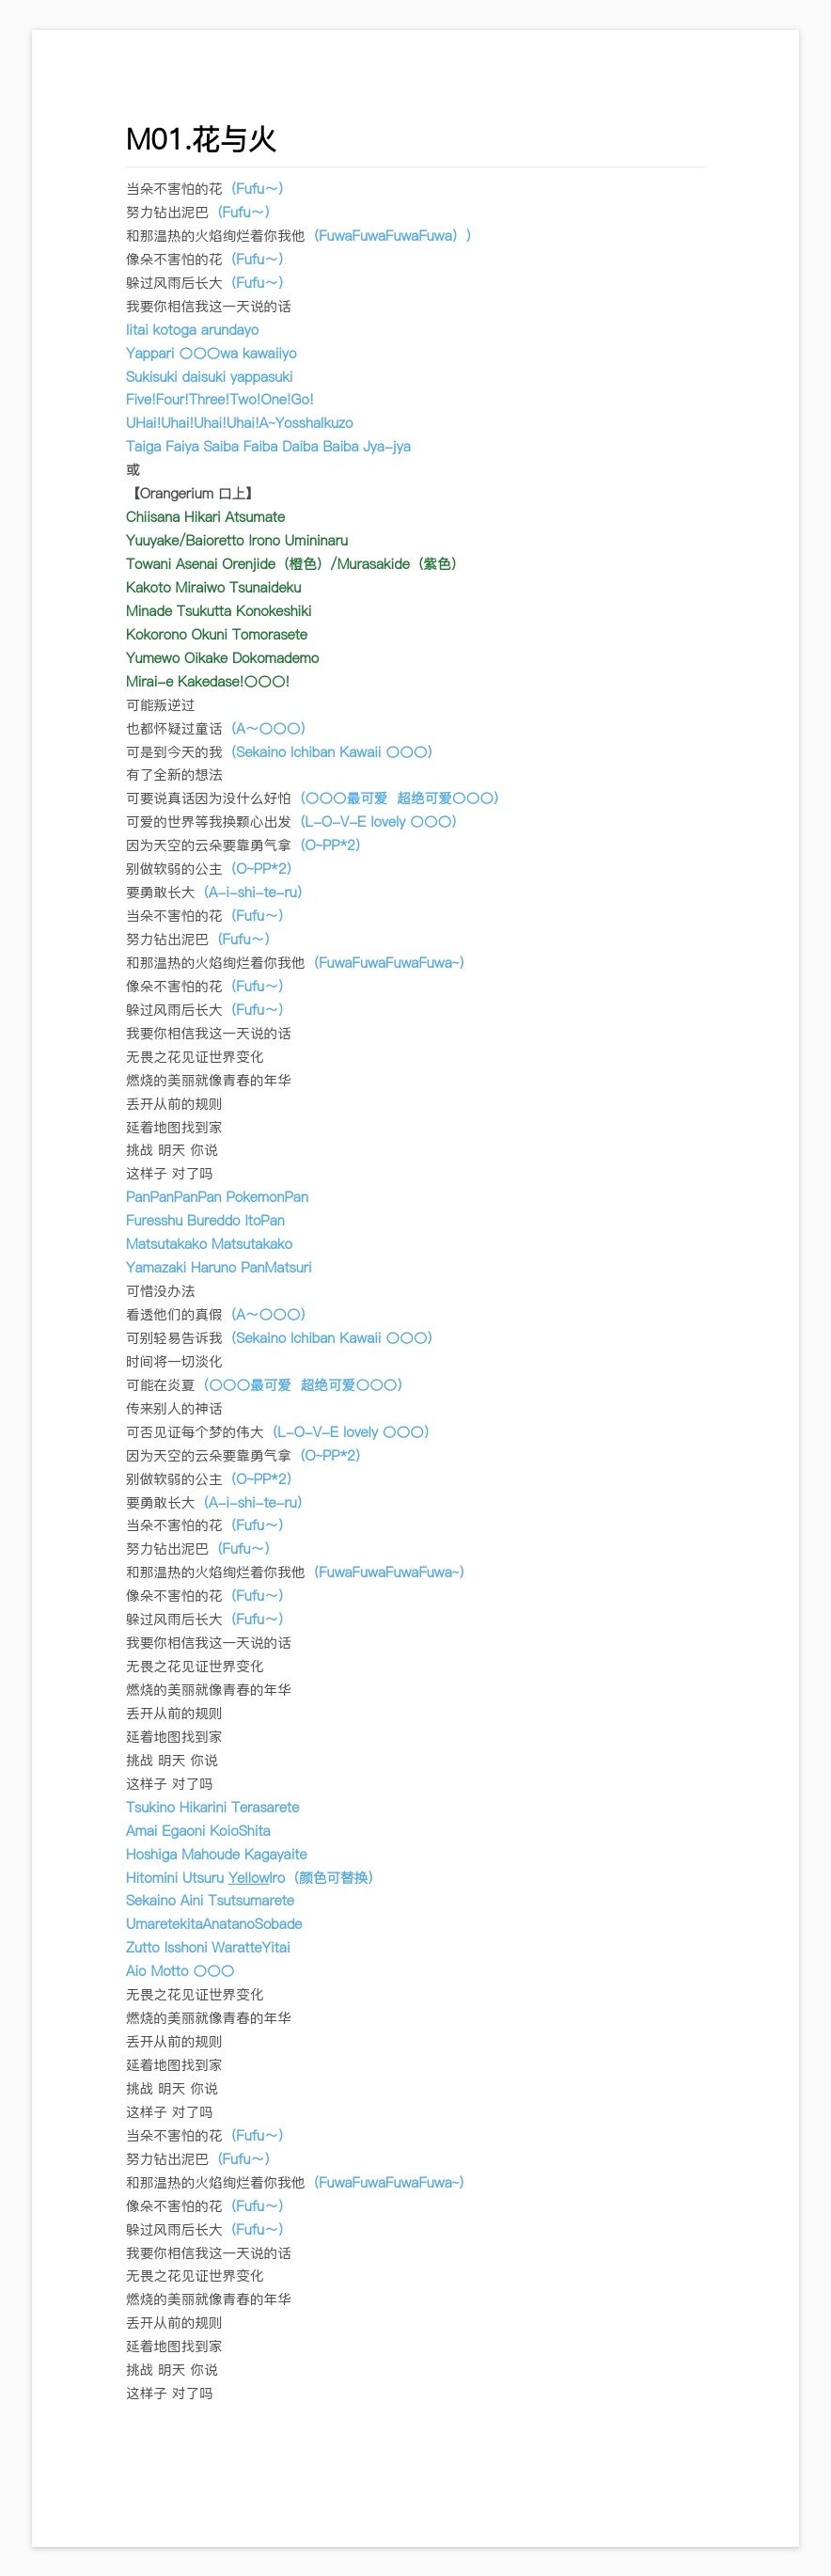 M01.花与火
当朵不害怕的花（Fufu～）
努力钻出泥巴（Fufu～）
和那温热的火焰绚烂着你我他（FuwaFuwaFuwaFuwa））
像朵不害怕的花（Fufu～）
躲过风雨后长大（Fufu～）
我要你相信我这一天说的话
Iitai kotoga arundayo
Yappari 〇〇〇wa kawaiiyo
Sukisuki daisuki yappasuki
Five!Four!Three!Two!One!Go!
UHai!Uhai!Uhai!Uhai!A~YosshaIkuzo
Taiga Faiya Saiba Faiba Daiba Baiba Jya-jya
或
【Orangerium 口上】
Chiisana Hikari Atsumate
Yuuyake/Baioretto Irono Umininaru
Towani Asenai Orenjide（橙色）/Murasakide（紫色）
Kakoto Miraiwo Tsunaideku
Minade Tsukutta Konokeshiki
Kokorono Okuni Tomorasete
Yumewo Oikake Dokomademo
Mirai-e Kakedase!〇〇〇!
可能叛逆过
也都怀疑过童话（A～〇〇〇）
可是到今天的我（Sekaino Ichiban Kawaii 〇〇〇）
有了全新的想法
可要说真话因为没什么好怕（〇〇〇最可爱 超绝可爱〇〇〇）
可爱的世界等我换颗心出发（L-O-V-E lovely 〇〇〇）
因为天空的云朵要靠勇气拿（O~PP*2）
别做软弱的公主（O~PP*2）
要勇敢长大（A-i-shi-te-ru）
当朵不害怕的花（Fufu～）
努力钻出泥巴（Fufu～）
和那温热的火焰绚烂着你我他（FuwaFuwaFuwaFuwa~）
像朵不害怕的花（Fufu～）
躲过风雨后长大（Fufu～）
我要你相信我这一天说的话
无畏之花见证世界变化
燃烧的美丽就像青春的年华
丢开从前的规则
延着地图找到家
挑战 明天 你说
这样子 对了吗
PanPanPanPan PokemonPan
Furesshu Bureddo ItoPan
Matsutakako Matsutakako
Yamazaki Haruno PanMatsuri
可惜没办法
看透他们的真假（A～〇〇〇）
可别轻易告诉我（Sekaino Ichiban Kawaii 〇〇〇）
时间将一切淡化
可能在炎夏（〇〇〇最可爱 超绝可爱〇〇〇）
传来别人的神话
可否见证每个梦的伟大（L-O-V-E lovely 〇〇〇）
因为天空的云朵要靠勇气拿（O~PP*2）
别做软弱的公主（O~PP*2）
要勇敢长大（A-i-shi-te-ru）
当朵不害怕的花（Fufu～）
努力钻出泥巴（Fufu～）
和那温热的火焰绚烂着你我他（FuwaFuwaFuwaFuwa~）
像朵不害怕的花（Fufu～）
躲过风雨后长大（Fufu～）
我要你相信我这一天说的话
无畏之花见证世界变化
燃烧的美丽就像青春的年华
丢开从前的规则
延着地图找到家
挑战 明天 你说
这样子 对了吗
Tsukino Hikarini Terasarete
Amai Egaoni KoioShita
Hoshiga Mahoude Kagayaite
Hitomini Utsuru YellowIro（颜色可替换）
Sekaino Aini Tsutsumarete
UmaretekitaAnatanoSobade
Zutto Isshoni WaratteYitai
Aio Motto 〇〇〇
无畏之花见证世界变化
燃烧的美丽就像青春的年华
丢开从前的规则
延着地图找到家
挑战 明天 你说
这样子 对了吗
当朵不害怕的花（Fufu～）
努力钻出泥巴（Fufu～）
和那温热的火焰绚烂着你我他（FuwaFuwaFuwaFuwa~）
像朵不害怕的花（Fufu～）
躲过风雨后长大（Fufu～）
我要你相信我这一天说的话
无畏之花见证世界变化
燃烧的美丽就像青春的年华
丢开从前的规则
延着地图找到家
挑战 明天 你说
这样子 对了吗